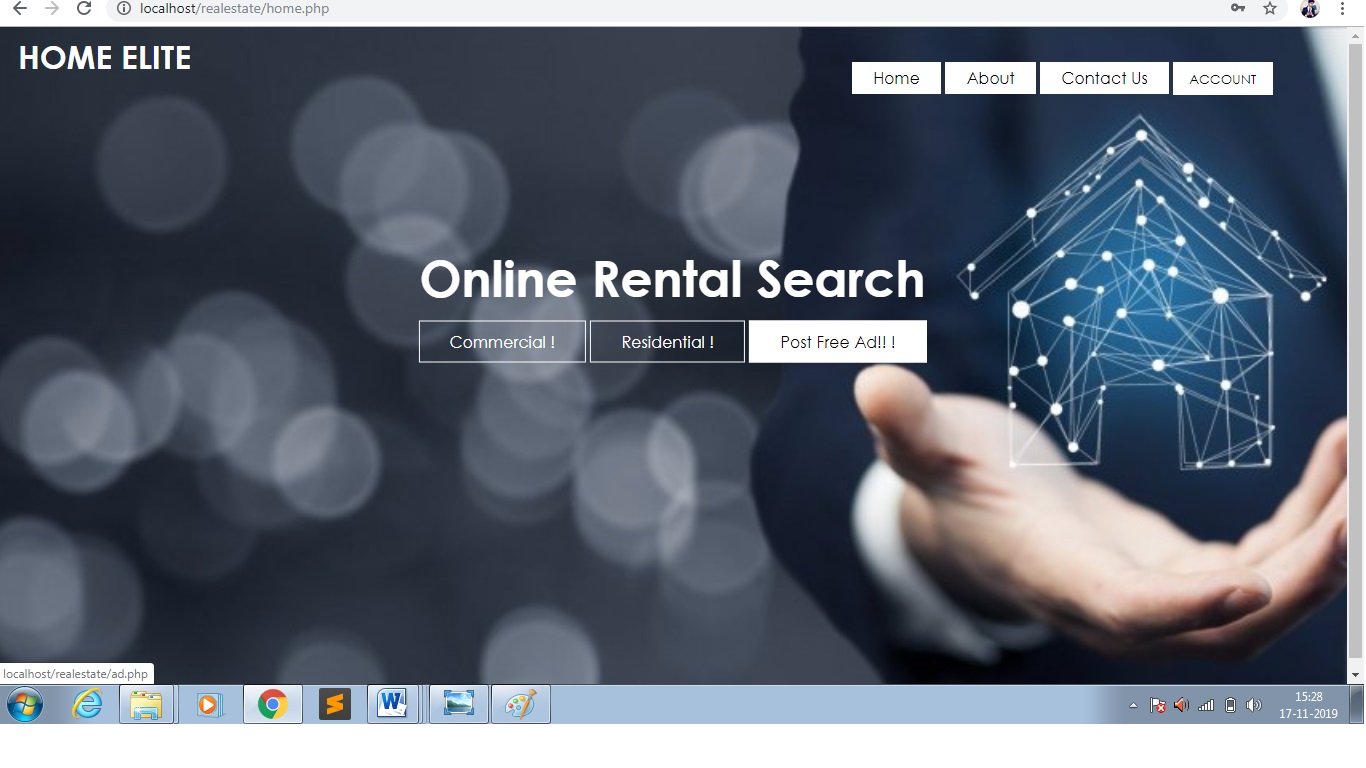 localhost/realestate/home.php
HOME ELITE
Home About Contact Us ACCOUNT
Online Rental Search
Commercial ! Residential ! Post Free Ad!! !
localhost/realestate/ad.php
15:28
17-11-2019